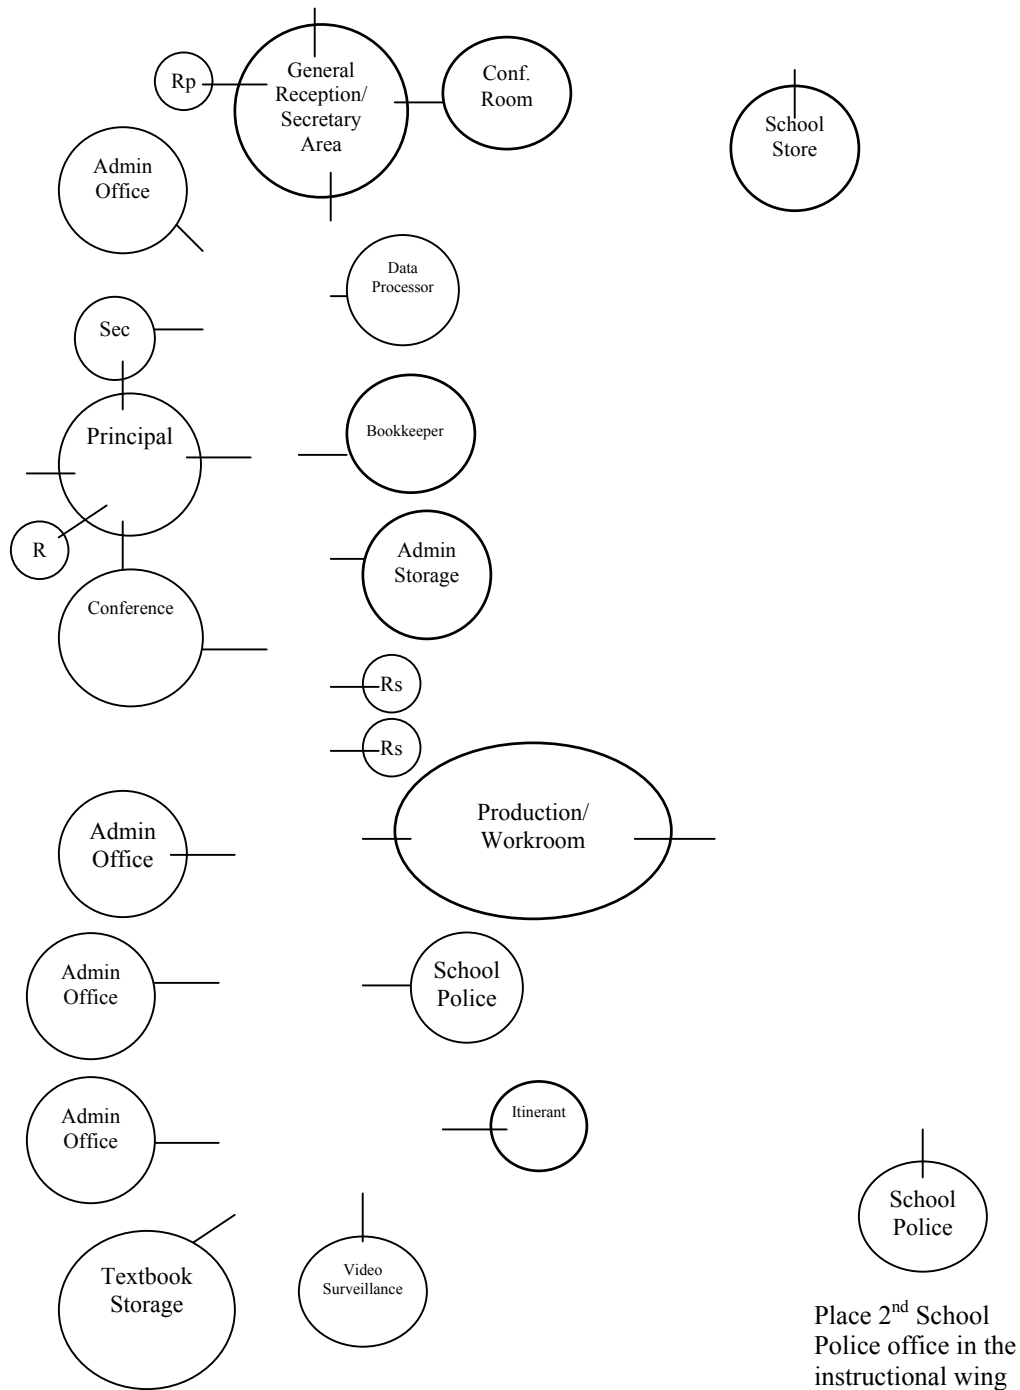 General
Reception/
Secretary
Area
Rp
Conf.
Room
School
Store
Admin
Office
Data
Processor
Sec
Principal
Bookkeeper
R
Admin
Storage
Conference
Rs
Rs
Production/
Workroom
Admin
Office
Admin
Office
School
Police
Admin
Office
Itinerant
School
Police
Textbook
Storage
Video
Surveillance
Place 2nd School
Police office in the
instructional wing